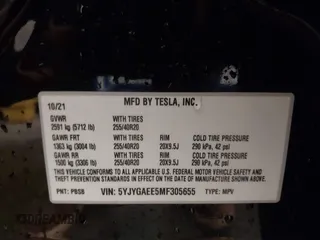 MFD BY TESLA, INC.
10/21
GVWR WITH TIRES
2591 kg (5712 lb) 255/40R20
GAWR FRT WITH TIRES RIM COLD TIRE PRESSURE
1363 kg (3004 lb) 255/40R20 20X9.5J 290 kPa, 42 psi
GAWR RR WITH TIRES RIM COLD TIRE PRESSURE
1500 kg (3306 lb) 255/40R20 20X9.5J 290 kPa, 42 psi
THIS VEHICLE CONFORMS TO ALL APPLICABLE U.S. FEDERAL MOTOR VEHICLE
SAFETY AND THEFT PREVENTION STANDARDS IN EFFECT ON THE DATE OF
MANUFACTURE SHOWN ABOVE.
PNT: PBSB VIN: 5YJYGAEE5MF305655 TYPE: MPV